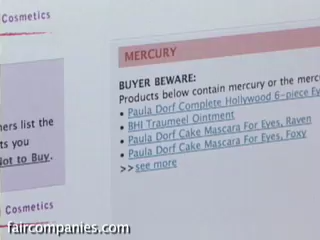 Cosmetics
MERCURY
BUYER BEWARE:
Products below contain mercury or the merc
• Paula Dorf Complete Hollywood 6-piece Ey
• BHI Traumeel Ointment
• Paula Dorf Cake Mascara For Eyes, Raven
• Paula Dorf Cake Mascara For Eyes, Foxy
>>see more
ners list the
ts you
Not to Buy.
Cosmetics
faircompanies.com